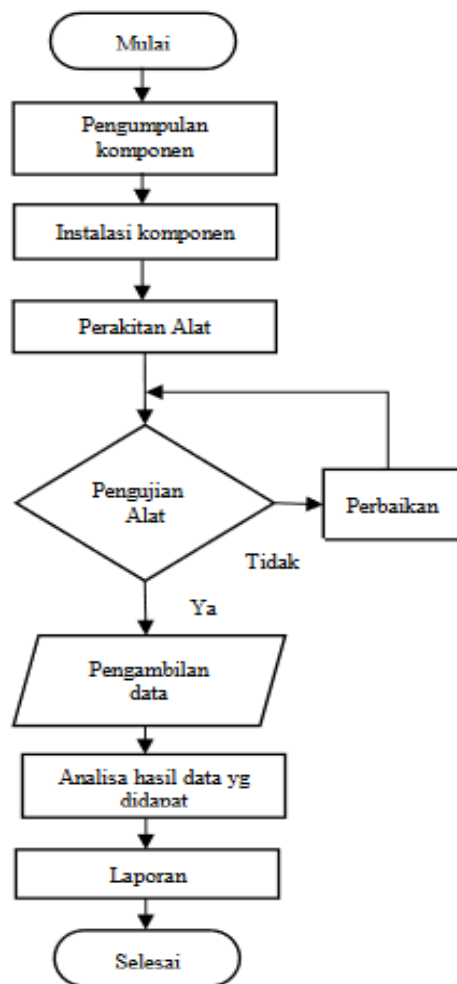 Mulai
Pengumpulan
komponen
Instalasi komponen
Perakitan Alat
Pengujian
Alat
Perbaikan
Tidak
Ya
Pengambilan
data
Analisa hasil data yg
didapat
Laporan
Selesai